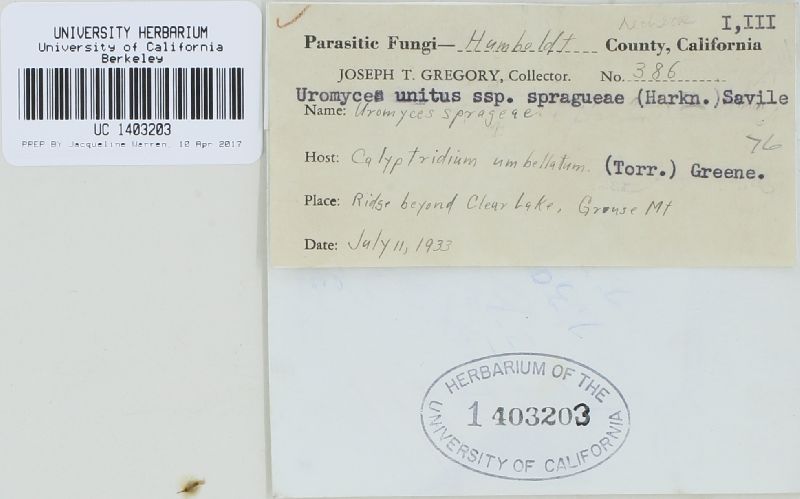 UNIVERSITY HERBARIUM
University of California
Berkeley
UC 1403203
PREP BY Jacqueline Warren, 10 Apr 2017
I, III
Parasitic Fungi— Humboldt County, California
JOSEPH T. GREGORY, Collector. No. 386
Uromyces unitus ssp. spragueae (Harkn.) Savile
Name: Uromyces sprageae
76
Host: Calyptridium umbellatum. (Torr.) Greene.
Place: Ridge beyond Clear Lake, Grouse Mt
Date: July 11, 1933
HERBARIUM OF THE
1403203
UNIVERSITY OF CALIFORNIA